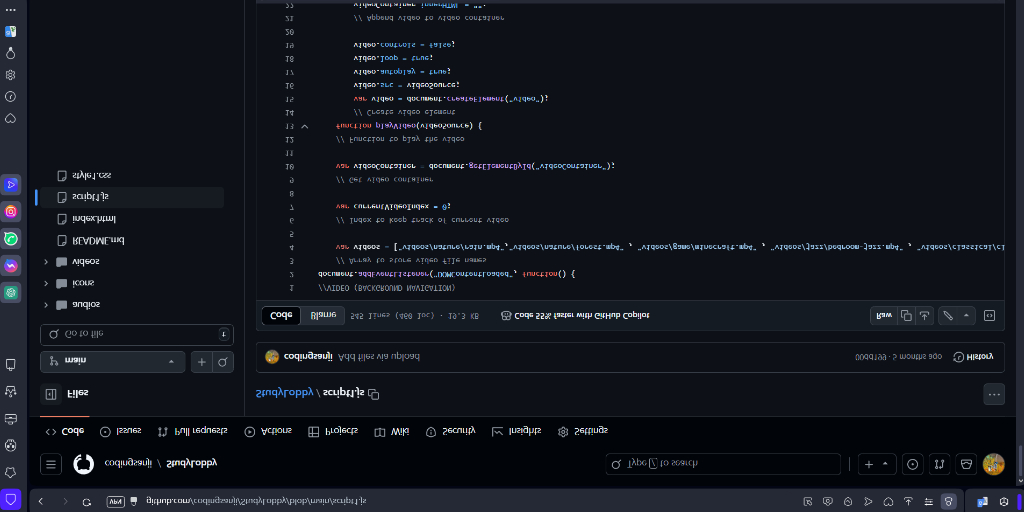 VPN github.com/codingsanji/StudyLobby/blob/main/script1.js
codingsanji / StudyLobby
Type / to search
Code Issues Pull requests Actions Projects Wiki Security Insights Settings
Files
main
Go to file t
audios
icons
videos
README.md
index.html
script1.js
style1.css
StudyLobby / script1.js
codingsanji Add files via upload
· 5 months ago History
Code Blame 545 lines (460 loc) · 19.3 KB Code 55% faster with GitHub Copilot Raw
1 //VIDEO (BACKGROUND NAVIGATION)
2 document.addEventListener("DOMContentLoaded", function() {
3 // Array to store video file names
4 var videos = ["videos/nature/rain.mp4","videos/nature/forest.mp4" , "videos/game/minecraft.mp4" , "videos/jazz/bedroom-jazz.mp4" , "videos/classical/cl
5
6 // Index to keep track of current video
7 var currentVideoIndex = 0;
8
9 // Get video container
10 var videoContainer = document.getElementById("videoContainer");
11
12 // Function to play the video
13 function playVideo(videoSource) {
14 // Create video element
15 var video = document.createElement("video");
16 video.src = videoSource;
17 video.autoplay = true;
18 video.loop = true;
19 video.controls = false;
20
21 // Append video to video container
22 videoContainer.innerHTML = "";